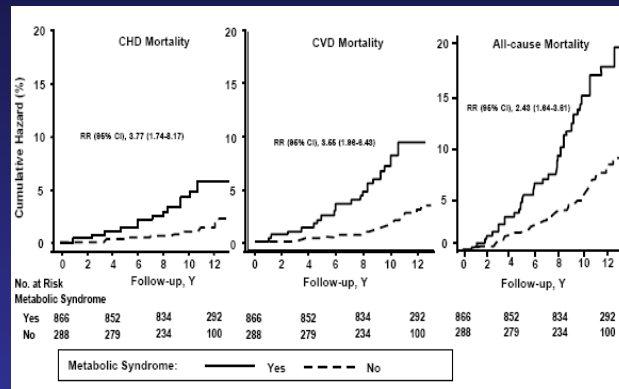 CHD Mortality
RR (95% CI), 3.77 (1.74-8.17)
CVD Mortality
RR (95% CI), 3.55 (1.96-6.43)
All-cause Mortality
RR (95% CI), 2.43 (1.64-3.61)
Cumulative Hazard (%)
20
15
10
5
0
0 2 4 6 8 10 12
Follow-up, Y
20
15
10
5
0
0 2 4 6 8 10 12
Follow-up, Y
20
15
10
5
0
0 2 4 6 8 10 12
Follow-up, Y
No. at Risk
Metabolic Syndrome
Yes 866 852 834 292 866 852 834 292 866 852 834 292
No 288 279 234 100 288 279 234 100 288 279 234 100
Metabolic Syndrome: Yes No